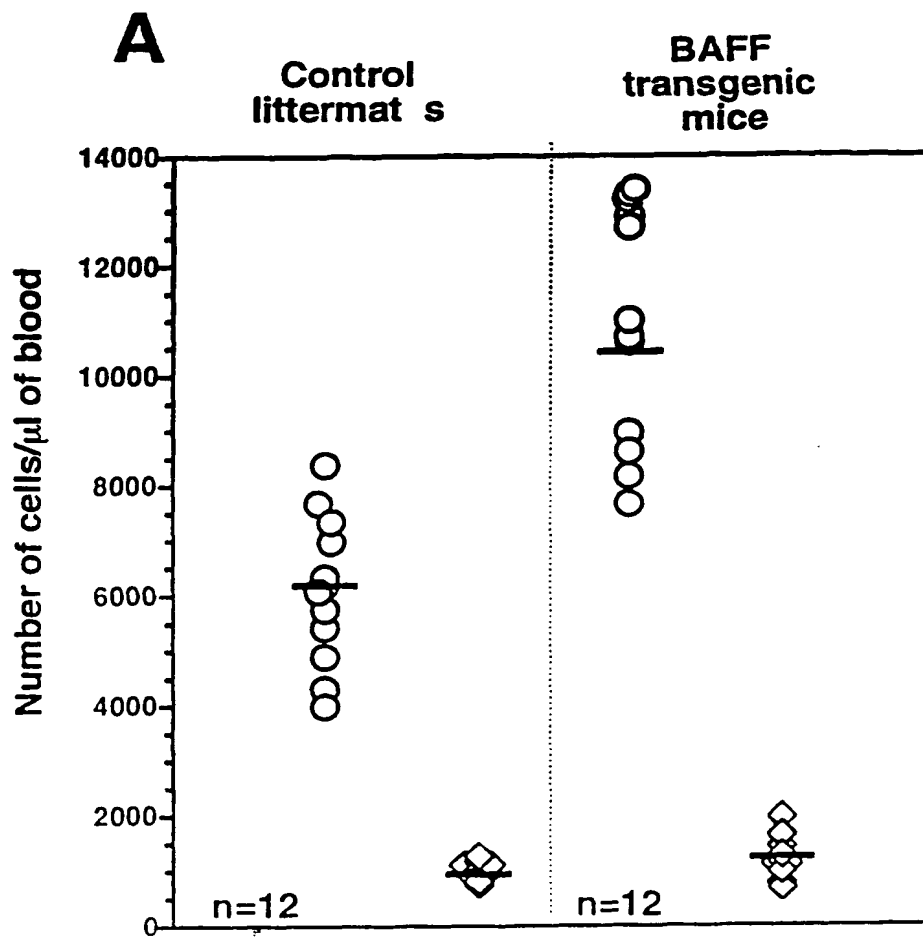 A
Control
littermat s
BAFF
transgenic
mice
Number of cells/µl of blood
14000
12000
10000
8000
6000
4000
2000
0
n=12
n=12